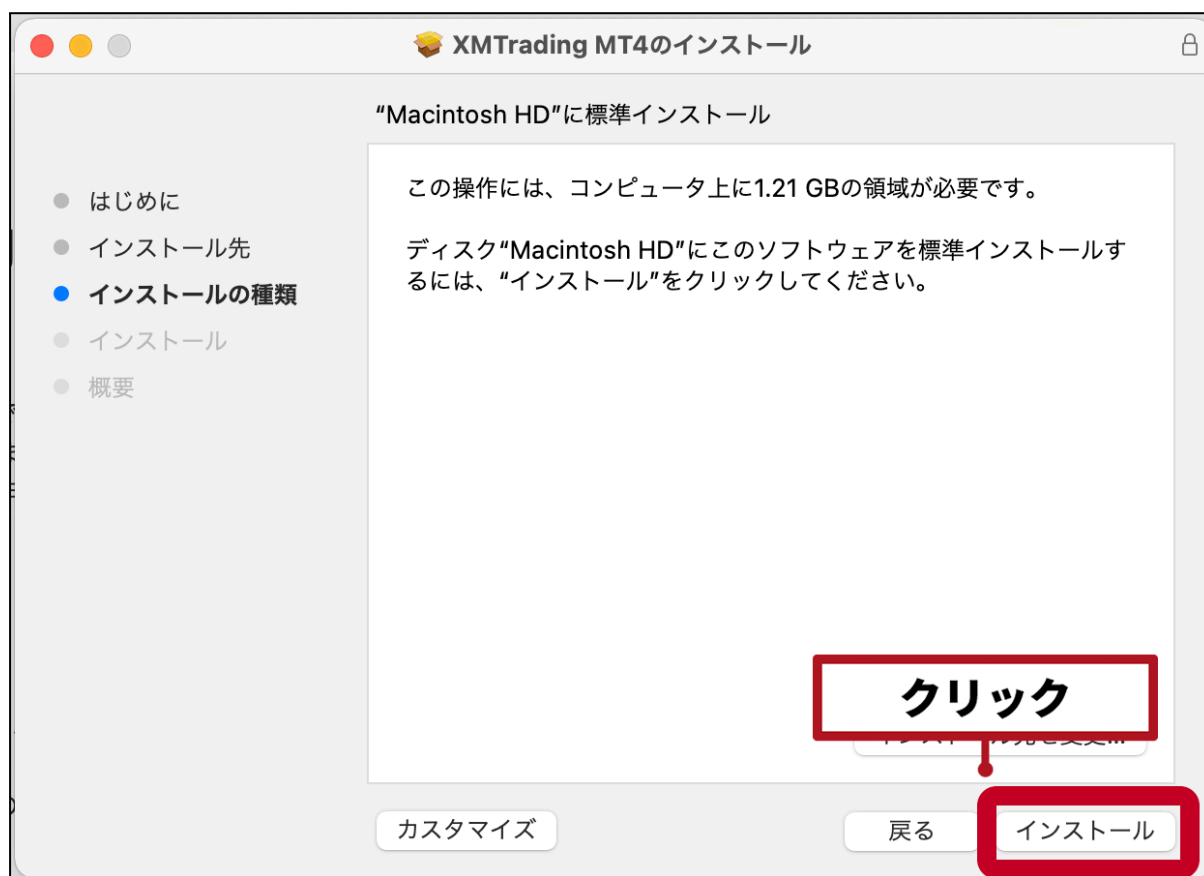 XMTrading MT4のインストール
“Macintosh HD”に標準インストール
はじめに
インストール先
インストールの種類
インストール
概要
この操作には、コンピュータ上に1.21 GBの領域が必要です。
ディスク“Macintosh HD”にこのソフトウェアを標準インストールす
るには、“インストール”をクリックしてください。
クリック
カスタマイズ
戻る
インストール